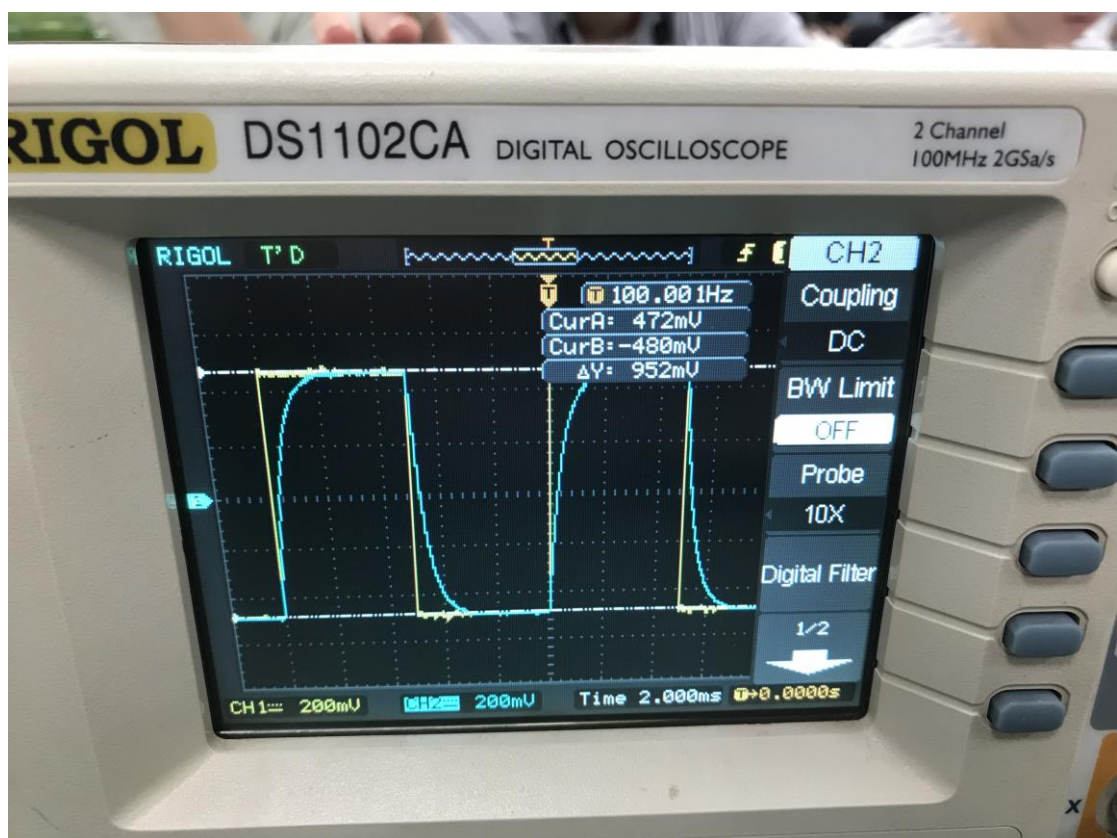 RIGOL DS1102CA DIGITAL OSCILLOSCOPE
2 Channel
100MHz 2GSa/s
RIGOL T'D
T
CH2
T 100.001Hz
CurA: 472mV
CurB:-480mV
ΔY: 952mV
Coupling
DC
BW Limit
OFF
Probe
10X
Digital Filter
1/2
CH1 200mV CH2 200mV Time 2.000ms T→0.0000s
X